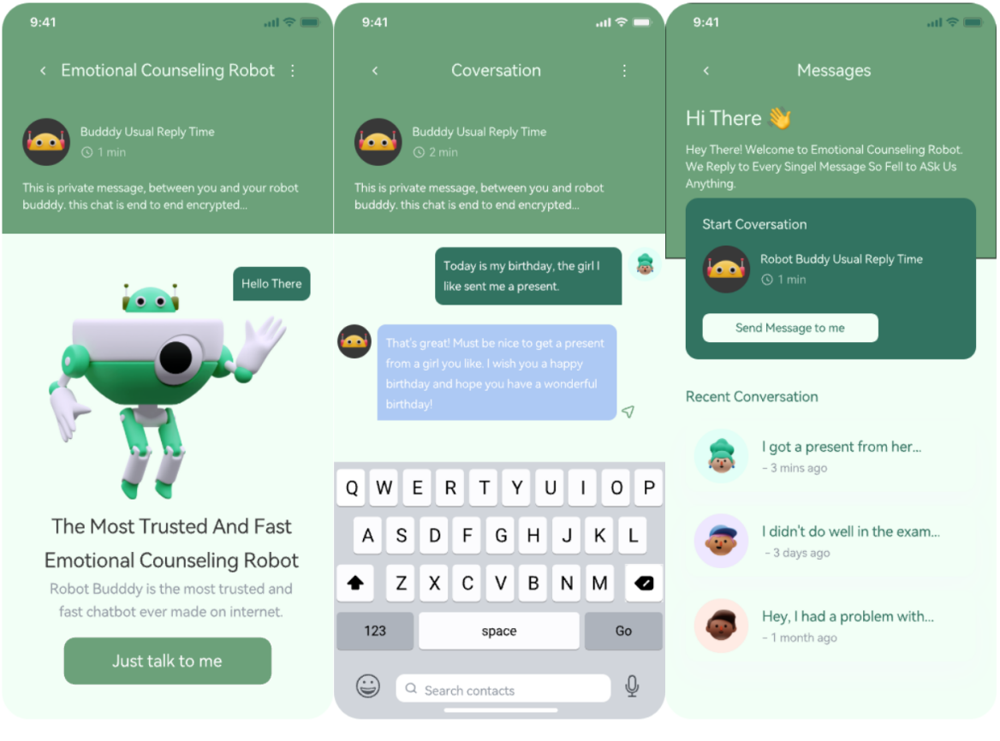 9:41
Emotional Counseling Robot
Budddy Usual Reply Time
1 min
This is private message, between you and your robot
budddy. this chat is end to end encrypted...
Hello There
The Most Trusted And Fast
Emotional Counseling Robot
Robot Budddy is the most trusted and
fast chatbot ever made on internet.
Just talk to me
9:41
Coversation
Budddy Usual Reply Time
2 min
This is private message, between you and robot
budddy. this chat is end to end encrypted...
Today is my birthday, the girl I
like sent me a present.
That's great! Must be nice to get a present
from a girl you like. I wish you a happy
birthday and hope you have a wonderful
birthday!
Q W E R T Y U I O P
A S D F G H J K L
Z X C V B N M
123 space Go
Search contacts
9:41
Messages
Hi There 👋
Hey There! Welcome to Emotional Counseling Robot.
We Reply to Every Singel Message So Fell to ASk Us
Anything.
Start Coversation
Robot Buddy Usual Reply Time
1 min
Send Message to me
Recent Conversation
I got a present from her...
- 3 mins ago
I didn't do well in the exam...
- 3 days ago
Hey, I had a problem with...
- 1 month ago